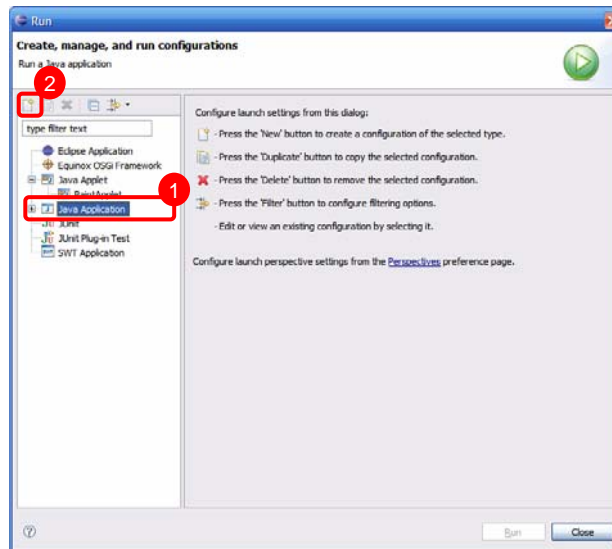 Run
Create, manage, and run configurations
Run a Java application
2
type filter text
Eclipse Application
Equinox OSGi Framework
Java Applet
PaintApplet
1
Java Application
JUnit
JUnit Plug-in Test
SWT Application
Configure launch settings from this dialog:
- Press the 'New' button to create a configuration of the selected type.
- Press the 'Duplicate' button to copy the selected configuration.
- Press the 'Delete' button to remove the selected configuration.
- Press the 'Filter' button to configure filtering options.
- Edit or view an existing configuration by selecting it.
Configure launch perspective settings from the Perspectives preference page.
?
Run
Close